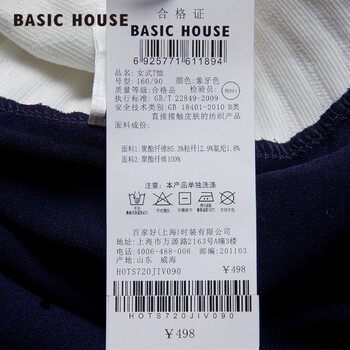 BASIC HOUSE
合格证
BASIC HOUSE
6925771611894
品名:女式T恤
号型:160/90 颜色:象牙色
质量等级:合格品 检验员:
执行标准:GB/T 22849-2009
安全技术类别:GB 18401-2010 B类
直接接触皮肤的纺织产品
面料成份:
面料1:聚酯纤维85.3%粘纤12.9%氨纶1.8%
面料2:聚酯纤维100%
注意:本产品单独洗涤
百家好(上海)时装有限公司
地址:上海市万源路2163号A幢3楼
电话:4006-488-006 邮编:201103
产地:山东 威海
HOTS720JIV090 ¥498
HOTS720JIV090
¥498